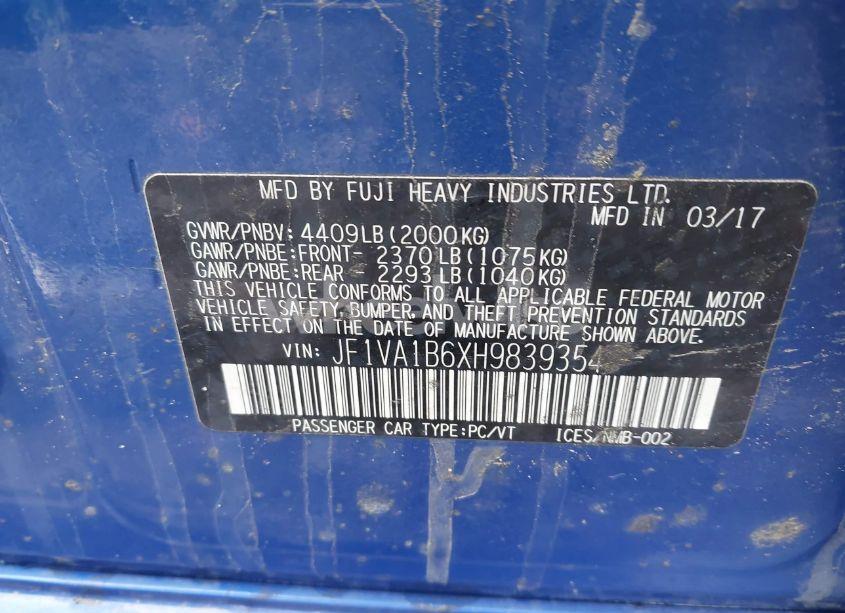 MFD BY FUJI HEAVY INDUSTRIES LTD.
MFD IN 03/17
GVWR/PNBV: 4409LB(2000KG)
GAWR/PNBE:FRONT- 2370LB(1075KG)
GAWR/PNBE:REAR - 2293LB(1040KG)
THIS VEHICLE CONFORMS TO ALL APPLICABLE FEDERAL MOTOR
VEHICLE SAFETY, BUMPER, AND THEFT PREVENTION STANDARDS
IN EFFECT ON THE DATE OF MANUFACTURE SHOWN ABOVE.
VIN: JF1VA1B6XH9839354
PASSENGER CAR TYPE:PC/VT ICES/NMB-002